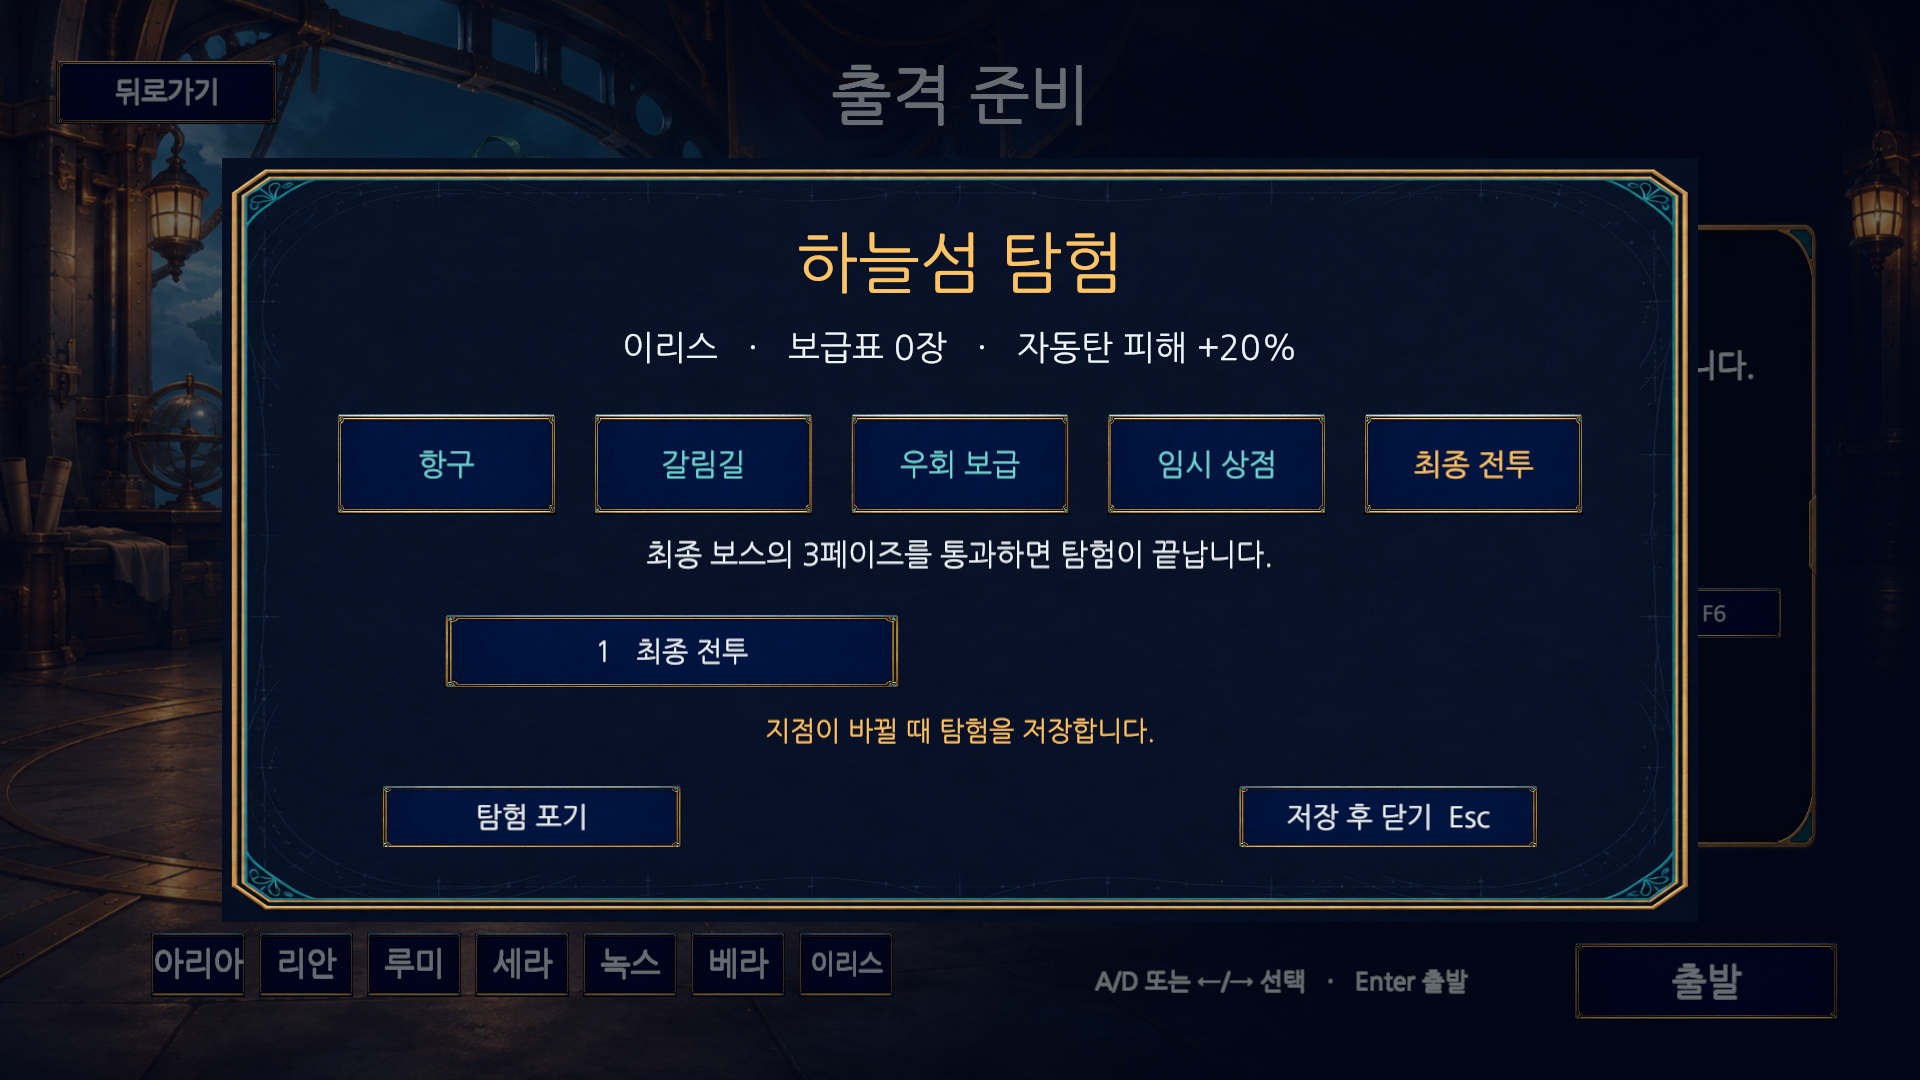 뒤로가기
출격 준비
하늘섬 탐험
이리스 · 보급표 0장 · 자동탄 피해 +20%
항구
갈림길
우회 보급
임시 상점
최종 전투
최종 보스의 3페이즈를 통과하면 탐험이 끝납니다.
1 최종 전투
지점이 바뀔 때 탐험을 저장합니다.
탐험 포기
저장 후 닫기 Esc
니다.
F6
아리아
리안
루미
세라
녹스
베라
이리스
A/D 또는 ←/→ 선택 · Enter 출발
출발